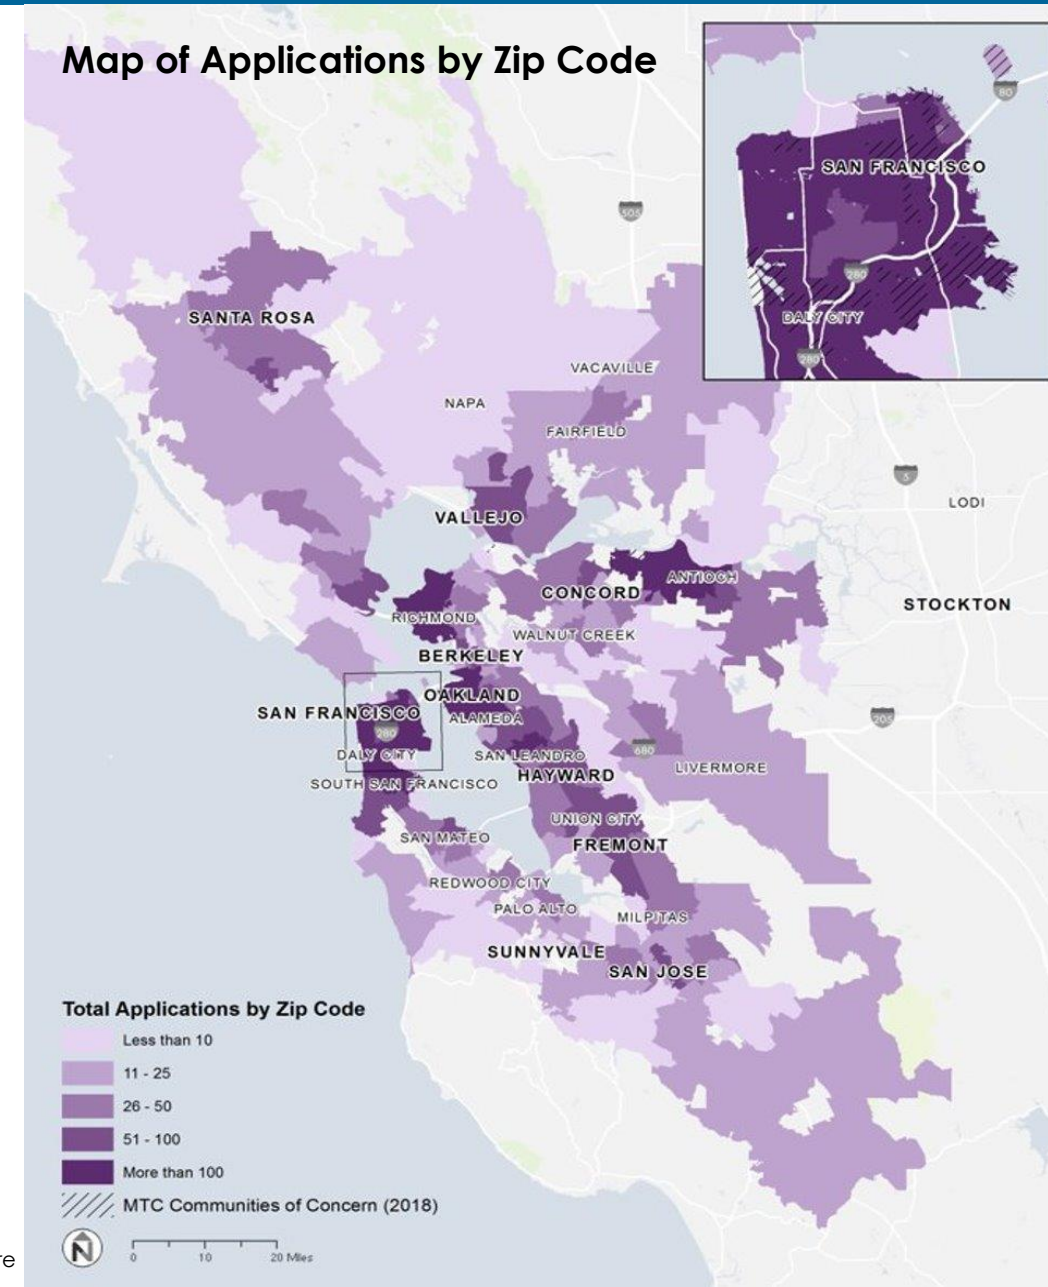 Map of Applications by Zip Code
80
SAN FRANCISCO
280
DALY CITY
280
505
SANTA ROSA
VACAVILLE
NAPA
FAIRFIELD
5
LODI
VALLEJO
ANTIOCH
CONCORD
STOCKTON
RICHMOND
WALNUT CREEK
BERKELEY
OAKLAND
SAN FRANCISCO
ALAMEDA
205
280
DALY CITY
SAN LEANDRO
680
LIVERMORE
HAYWARD
SOUTH SAN FRANCISCO
UNION CITY
SAN MATEO
FREMONT
REDWOOD CITY
PALO ALTO
MILPITAS
SUNNYVALE
SAN JOSE
Total Applications by Zip Code
Less than 10
11 - 25
26 - 50
51 - 100
More than 100
MTC Communities of Concern (2018)
N
0 10 20 Miles
re